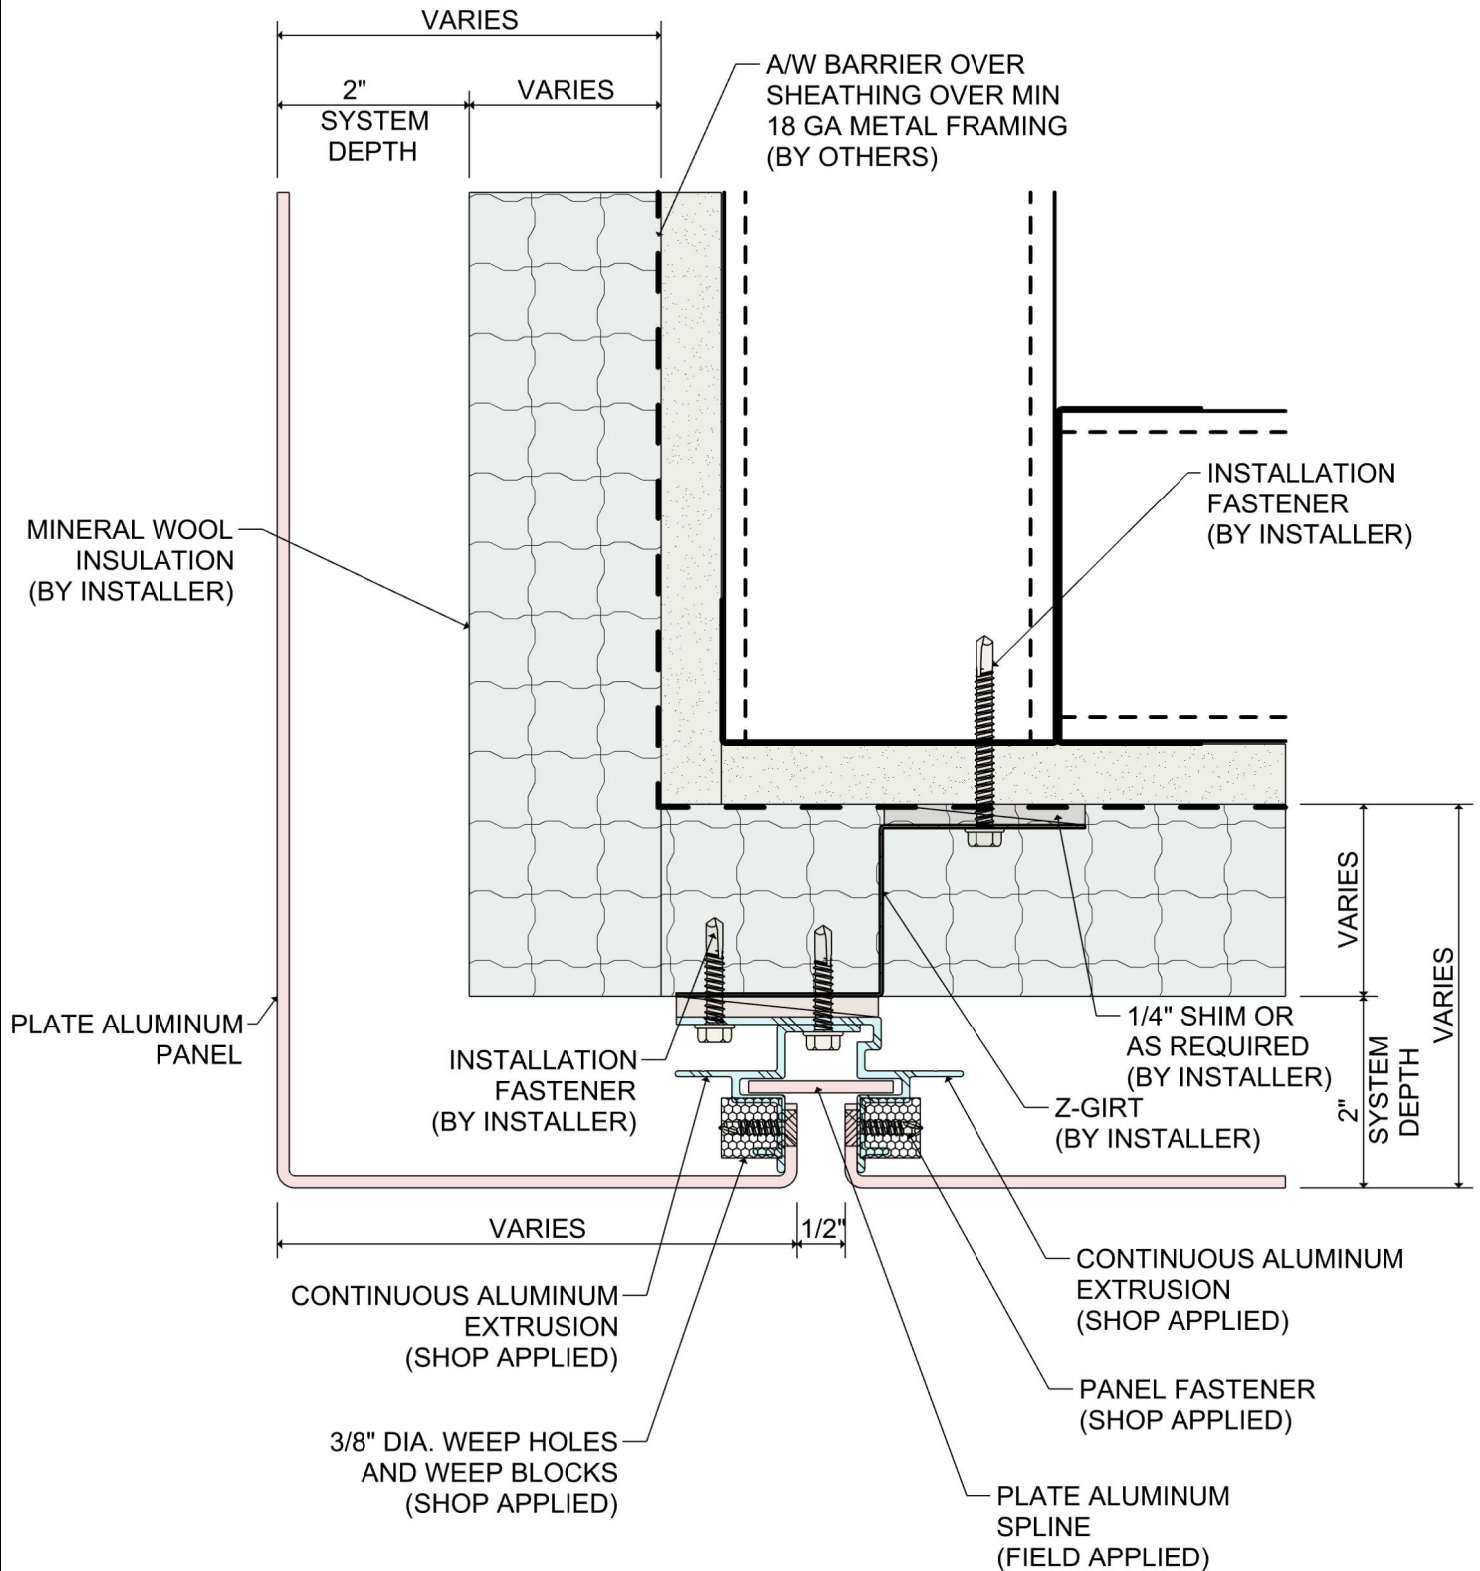 VARIES
2"
SYSTEM
DEPTH
VARIES
A/W BARRIER OVER
SHEATHING OVER MIN
18 GA METAL FRAMING
(BY OTHERS)
INSTALLATION
FASTENER
(BY INSTALLER)
MINERAL WOOL
INSULATION
(BY INSTALLER)
VARIES
VARIES
PLATE ALUMINUM
PANEL
INSTALLATION
FASTENER
(BY INSTALLER)
1/4" SHIM OR
AS REQUIRED
(BY INSTALLER)
2"
SYSTEM
DEPTH
Z-GIRT
(BY INSTALLER)
VARIES
1/2"
CONTINUOUS ALUMINUM
EXTRUSION
(SHOP APPLIED)
CONTINUOUS ALUMINUM
EXTRUSION
(SHOP APPLIED)
PANEL FASTENER
(SHOP APPLIED)
3/8" DIA. WEEP HOLES
AND WEEP BLOCKS
(SHOP APPLIED)
PLATE ALUMINUM
SPLINE
(FIELD APPLIED)